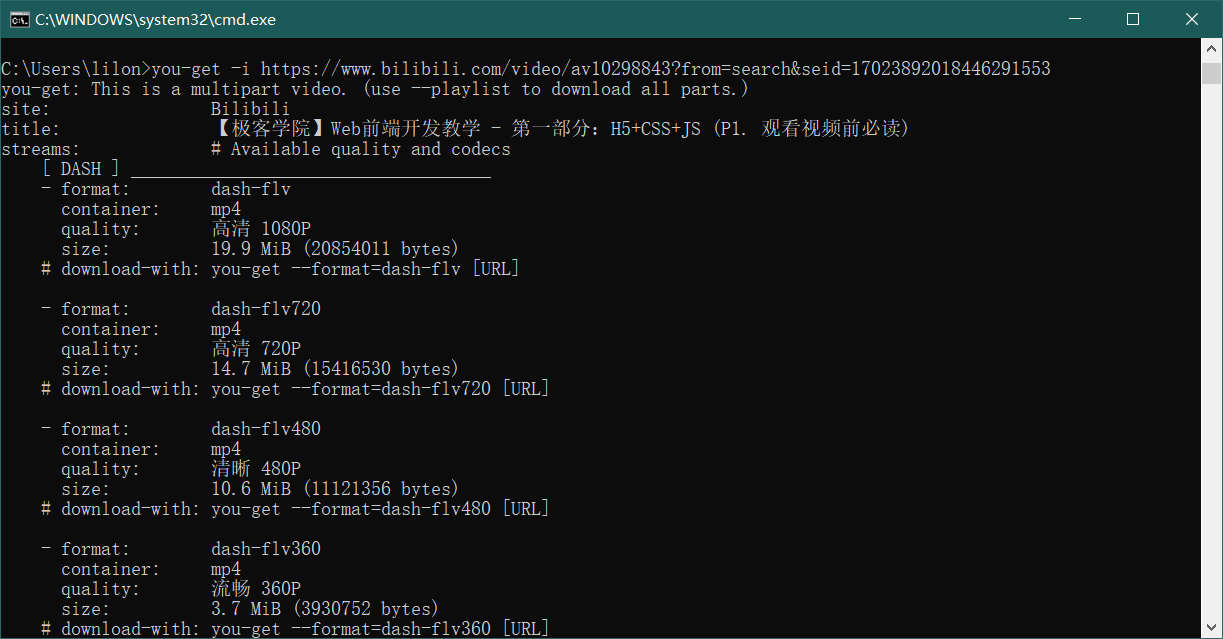 C:\WINDOWS\system32\cmd.exe
C:\Users\lilon>you-get -i https://www.bilibili.com/video/av10298843?from=search&seid=17023892018446291553
you-get: This is a multipart video. (use --playlist to download all parts.)
site:                Bilibili
title:               【极客学院】Web前端开发教学 - 第一部分：H5+CSS+JS (P1. 观看视频前必读)
streams:             # Available quality and codecs
    [ DASH ] ____________________________________
    - format:        dash-flv
      container:     mp4
      quality:       高清 1080P
      size:          19.9 MiB (20854011 bytes)
    # download-with: you-get --format=dash-flv [URL]
    - format:        dash-flv720
      container:     mp4
      quality:       高清 720P
      size:          14.7 MiB (15416530 bytes)
    # download-with: you-get --format=dash-flv720 [URL]
    - format:        dash-flv480
      container:     mp4
      quality:       清晰 480P
      size:          10.6 MiB (11121356 bytes)
    # download-with: you-get --format=dash-flv480 [URL]
    - format:        dash-flv360
      container:     mp4
      quality:       流畅 360P
      size:          3.7 MiB (3930752 bytes)
    # download-with: you-get --format=dash-flv360 [URL]